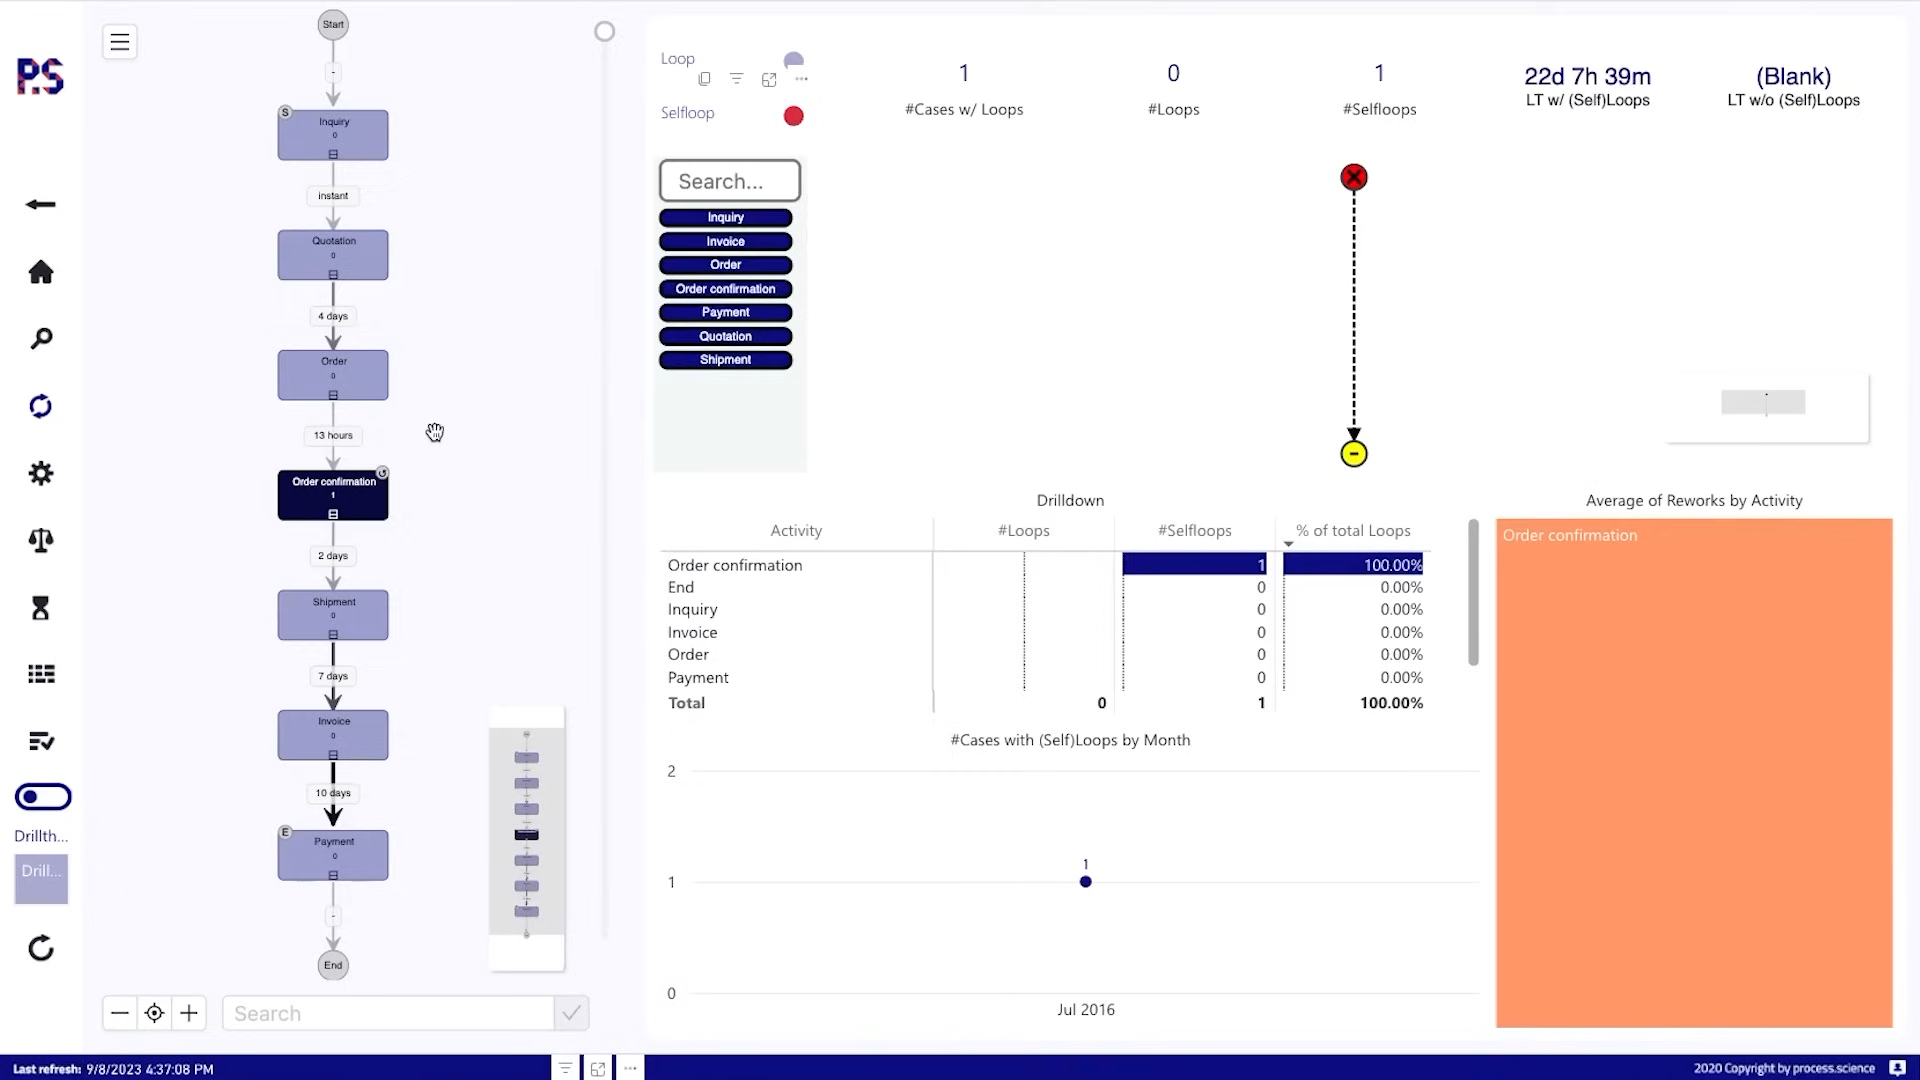 PS
Drillth...
Drill...
Start
-
S
Inquiry
0
instant
Quotation
0
4 days
Order
0
13 hours
Order confirmation
1
2 days
Shipment
0
7 days
Invoice
0
10 days
E
Payment
0
-
End
Search
Loop
Selfloop
1
#Cases w/ Loops
0
#Loops
1
#Selfloops
22d 7h 39m
LT w/ (Self)Loops
(Blank)
LT w/o (Self)Loops
Search...
Inquiry
Invoice
Order
Order confirmation
Payment
Quotation
Shipment
Drilldown
Activity #Loops #Selfloops % of total Loops
Order confirmation 1 100.00%
End 0 0.00%
Inquiry 0 0.00%
Invoice 0 0.00%
Order 0 0.00%
Payment 0 0.00%
Total 0 1 100.00%
Average of Reworks by Activity
Order confirmation
#Cases with (Self)Loops by Month
2
1
1
0
Jul 2016
Last refresh: 9/8/2023 4:37:08 PM
2020 Copyright by process.science